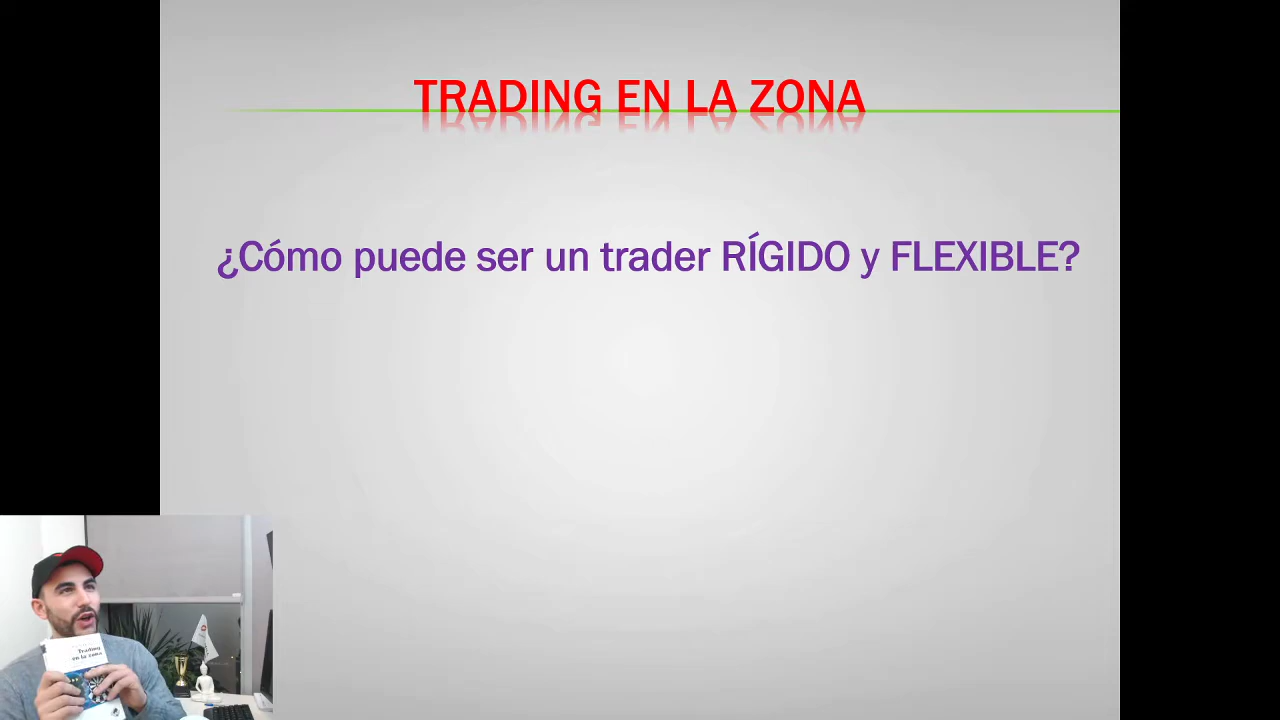 TRADING EN LA ZONA
¿Cómo puede ser un trader RÍGIDO y FLEXIBLE?
Trading
en la zona